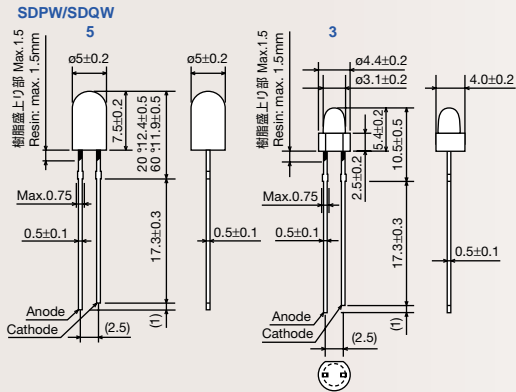 SDPW/SDQW
5
ø5±0.2
ø5±0.2
樹脂盛上り部 Max.1.5
Resin: max. 1.5mm
7.5±0.2
20 °12.4±0.5
60 °11.9±0.5
Max.0.75
0.5±0.1
17.3±0.3
0.5±0.1
Anode
Cathode
(2.5)
(1)
3
ø4.4±0.2
ø3.1±0.2
4.0±0.2
樹脂盛上り部 Max.1.5
Resin: max. 1.5mm
5.4±0.2
2.5±0.2
10.5±0.5
Max.0.75
0.5±0.1
17.3±0.3
0.5±0.1
Anode
Cathode
(2.5)
(1)